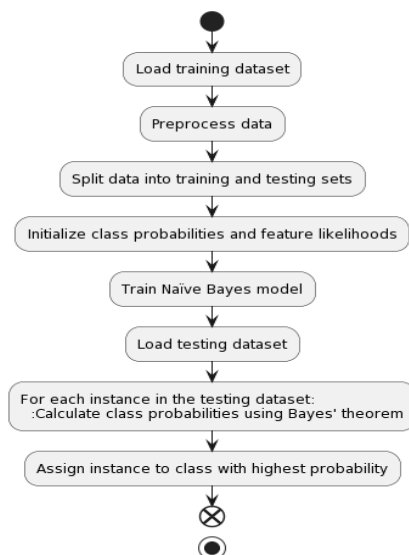 Load training dataset
Preprocess data
Split data into training and testing sets
Initialize class probabilities and feature likelihoods
Train Naïve Bayes model
Load testing dataset
For each instance in the testing dataset:
:Calculate class probabilities using Bayes' theorem
Assign instance to class with highest probability